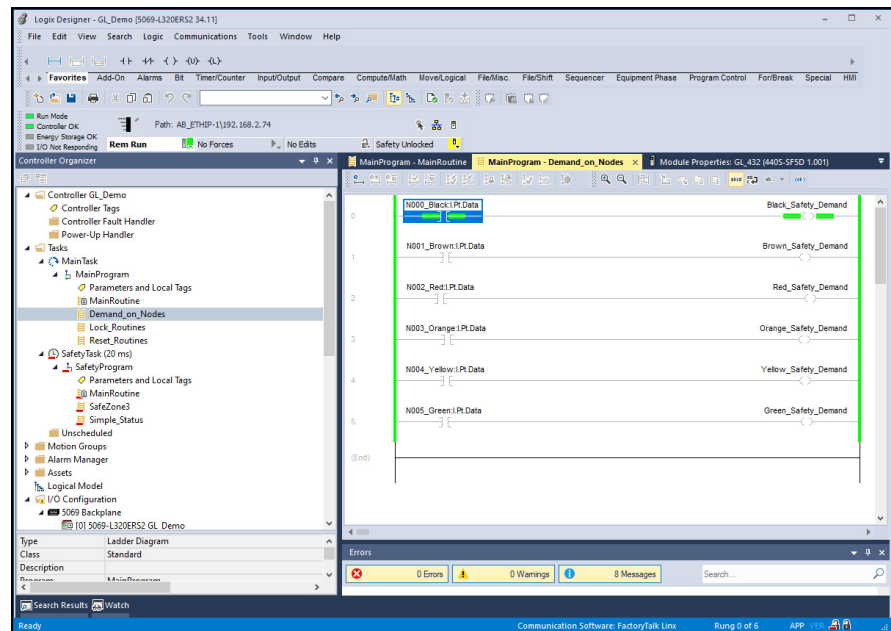 Logix Designer - GL_Demo [5069-L320ERS2 34.11]
File Edit View Search Logic Communications Tools Window Help
Favorites Add-On Alarms Bit Timer/Counter Input/Output Compare Compute/Math Move/Logical File/Misc. File/Shift Sequencer Equipment Phase Program Control For/Break Special HMI
Run Mode
Controller OK
Energy Storage OK
I/O Not Responding
Path: AB_ETHIP-1\192.168.2.74
Rem Run No Forces No Edits Safety Unlocked
Controller Organizer
Controller GL_Demo
Controller Tags
Controller Fault Handler
Power-Up Handler
Tasks
MainTask
MainProgram
Parameters and Local Tags
MainRoutine
Demand_on_Nodes
Lock_Routines
Reset_Routines
SafetyTask (20 ms)
SafetyProgram
Parameters and Local Tags
MainRoutine
SafeZone3
Simple_Status
Unscheduled
Motion Groups
Alarm Manager
Assets
Logical Model
I/O Configuration
5069 Backplane
[0] 5069-L320ERS2 GL_Demo
Type Ladder Diagram
Class Standard
Description
Program MainProgram
MainProgram - MainRoutine MainProgram - Demand_on_Nodes Module Properties: GL_432 (440S-SF5D 1.001)
N000_Black:I.Pt.Data Black_Safety_Demand
0
N001_Brown:I.Pt.Data Brown_Safety_Demand
1
N002_Red:I.Pt.Data Red_Safety_Demand
2
N003_Orange:I.Pt.Data Orange_Safety_Demand
3
N004_Yellow:I.Pt.Data Yellow_Safety_Demand
4
N005_Green:I.Pt.Data Green_Safety_Demand
5
(End)
Errors
0 Errors 0 Warnings 8 Messages Search...
Search Results Watch
Ready Communication Software: FactoryTalk Linx Rung 0 of 6 APP VER